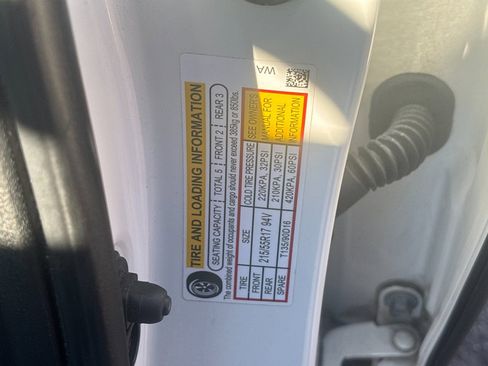 TIRE AND LOADING INFORMATION
SEATING CAPACITY TOTAL 5 FRONT 2 REAR 3
The combined weight of occupants and cargo should never exceed 385kg or 850lbs.
TIRE SIZE COLD TIRE PRESSURE
FRONT 215/55R17 94V 220KPA, 32PSI
REAR 210KPA, 30PSI
SPARE T135/90D16 420KPA, 60PSI
SEE OWNER'S
MANUAL FOR
ADDITIONAL
INFORMATION
WA